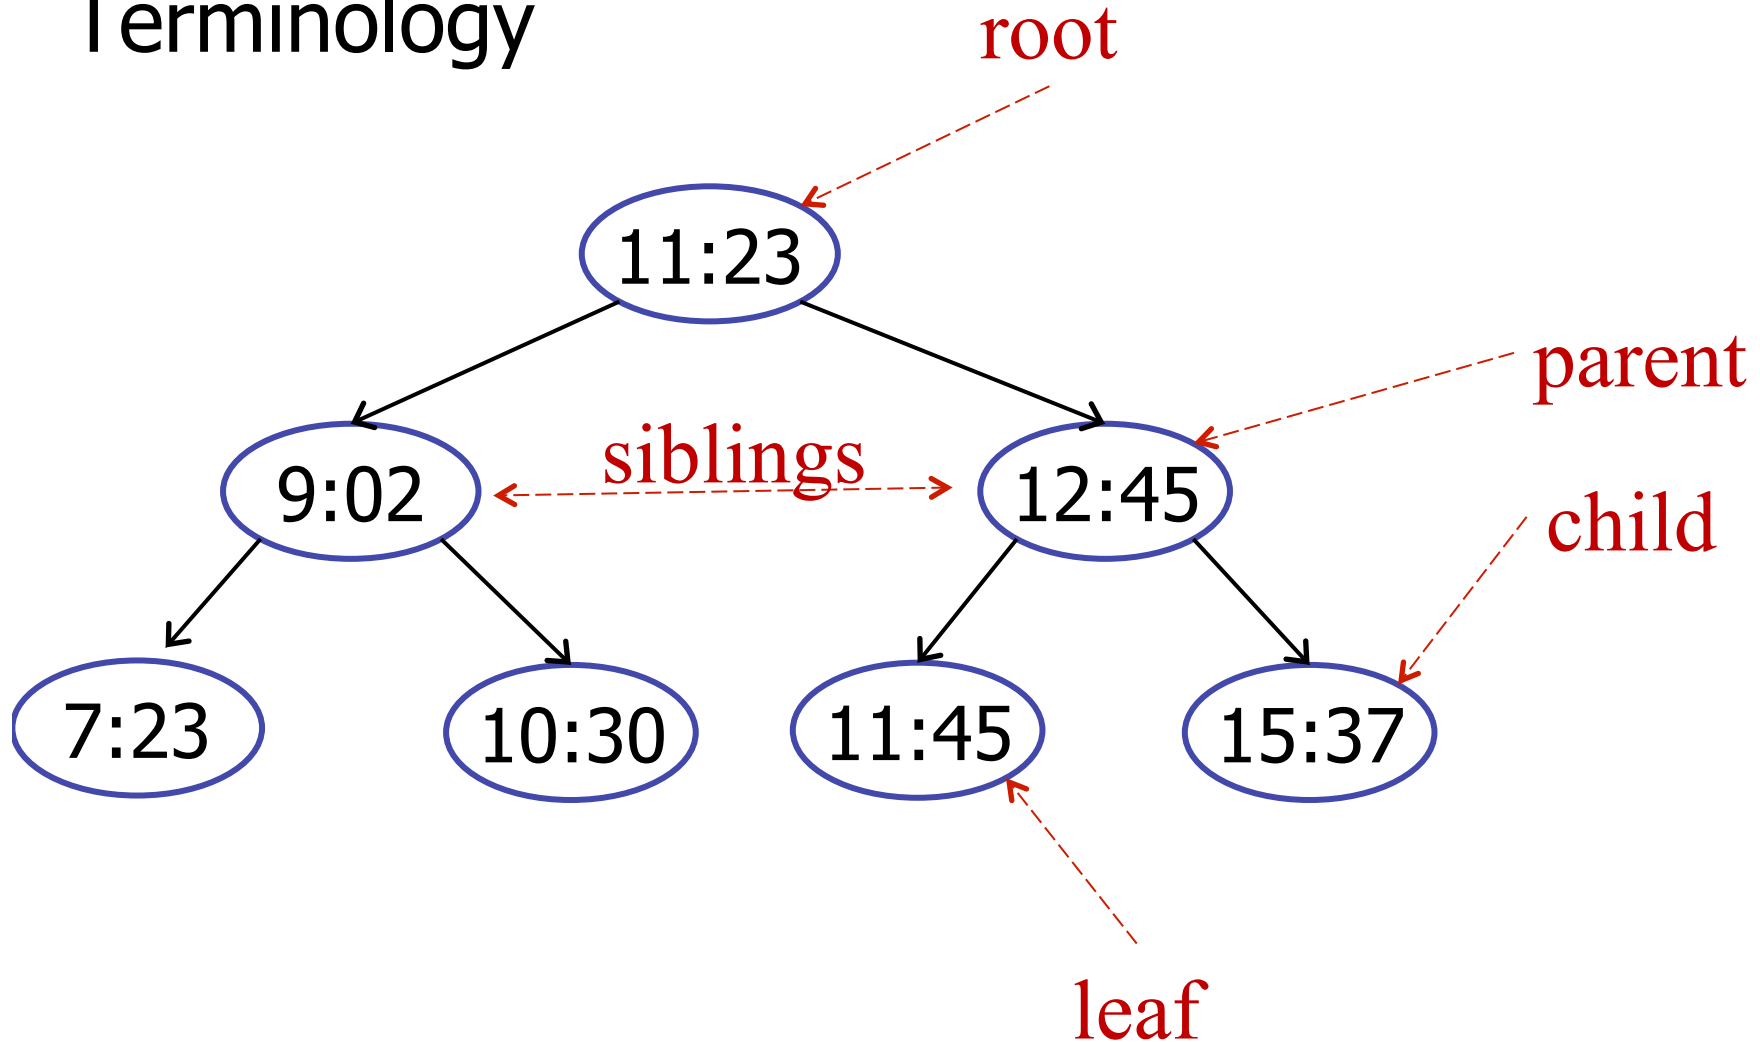 Terminology
root
11:23
parent
siblings
9:02
12:45
child
7:23
10:30
11:45
15:37
leaf